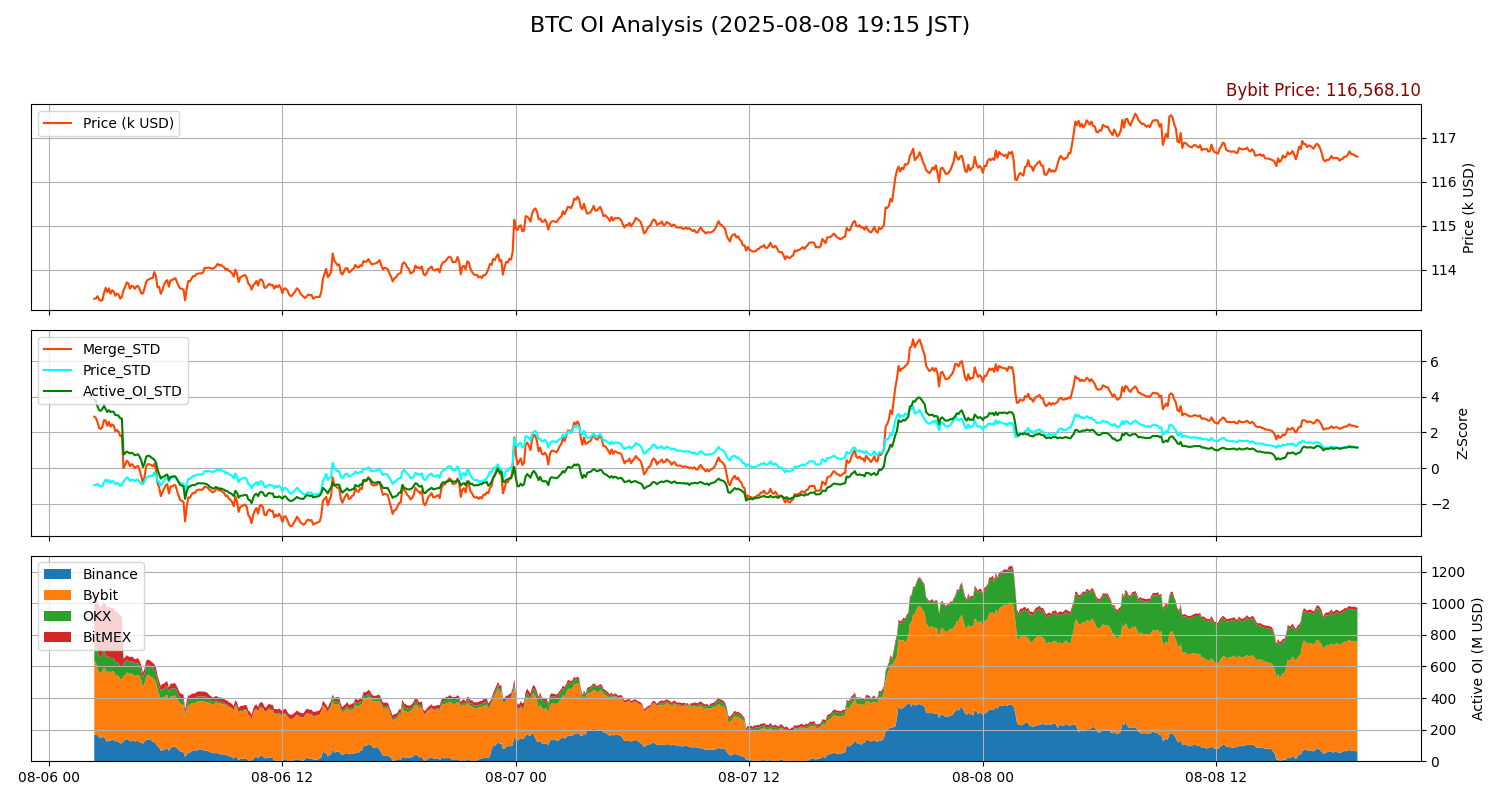 BTC OI Analysis (2025-08-08 19:15 JST)
Bybit Price: 116,568.10
Price (k USD)
117
116
115
114
Price (k USD)
Merge_STD
Price_STD
Active_OI_STD
6
4
2
0
−2
Z-Score
Binance
Bybit
OKX
BitMEX
1200
1000
800
600
400
200
0
Active OI (M USD)
08-06 00
08-06 12
08-07 00
08-07 12
08-08 00
08-08 12